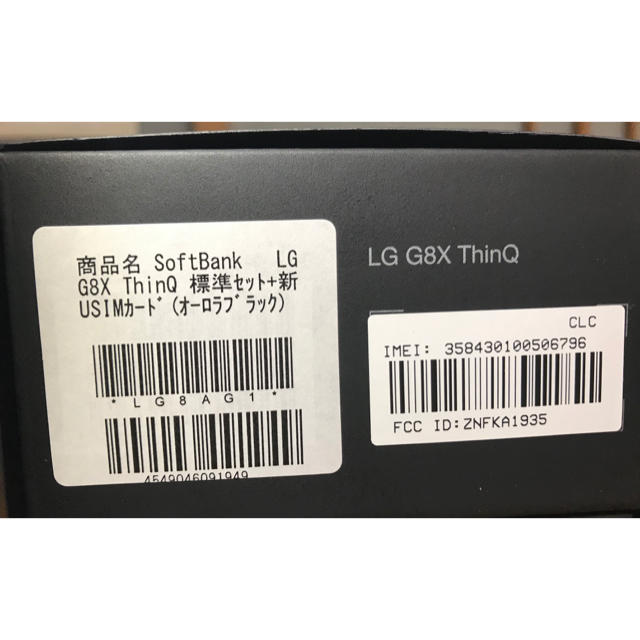 商品名 SoftBank LG
G8X ThinQ 標準ｾｯﾄ+新
USIMｶｰﾄﾞ(ｵｰﾛﾗﾌﾞﾗｯｸ)
*LG8AG1*
4549046091949
LG G8X ThinQ
CLC
IMEI: 358430100506796
FCC ID:ZNFKA1935